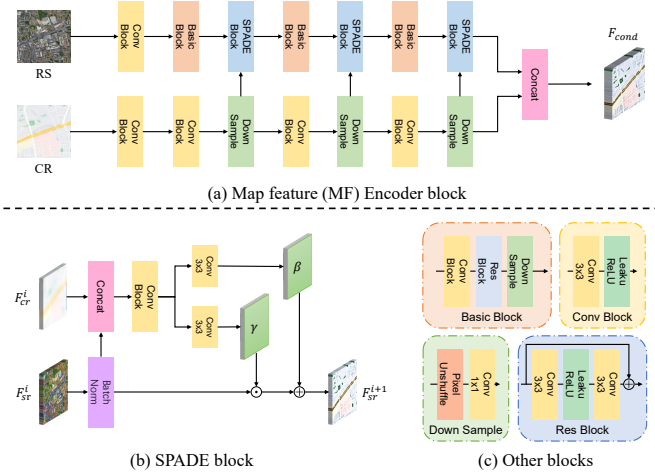 RS
Conv Block
Basic Block
SPADE Block
Basic Block
SPADE Block
Basic Block
SPADE Block
Concat
F_cond
CR
Conv Block
Conv Block
Down Sample
Conv Block
Down Sample
Conv Block
Down Sample
(a) Map feature (MF) Encoder block
F_cr^i
Concat
Conv Block
3x3 Conv
3x3 Conv
β
γ
F_sr^i
Batch Norm
F_sr^{i+1}
(b) SPADE block
Conv Block
Res Block
Down Sample
Basic Block
Conv 3x3
Leaku ReLU
Conv Block
Pixel Unshuffle
Conv 1x1
Down Sample
Conv 3x3
Leaku ReLU
Conv 3x3
Res Block
(c) Other blocks